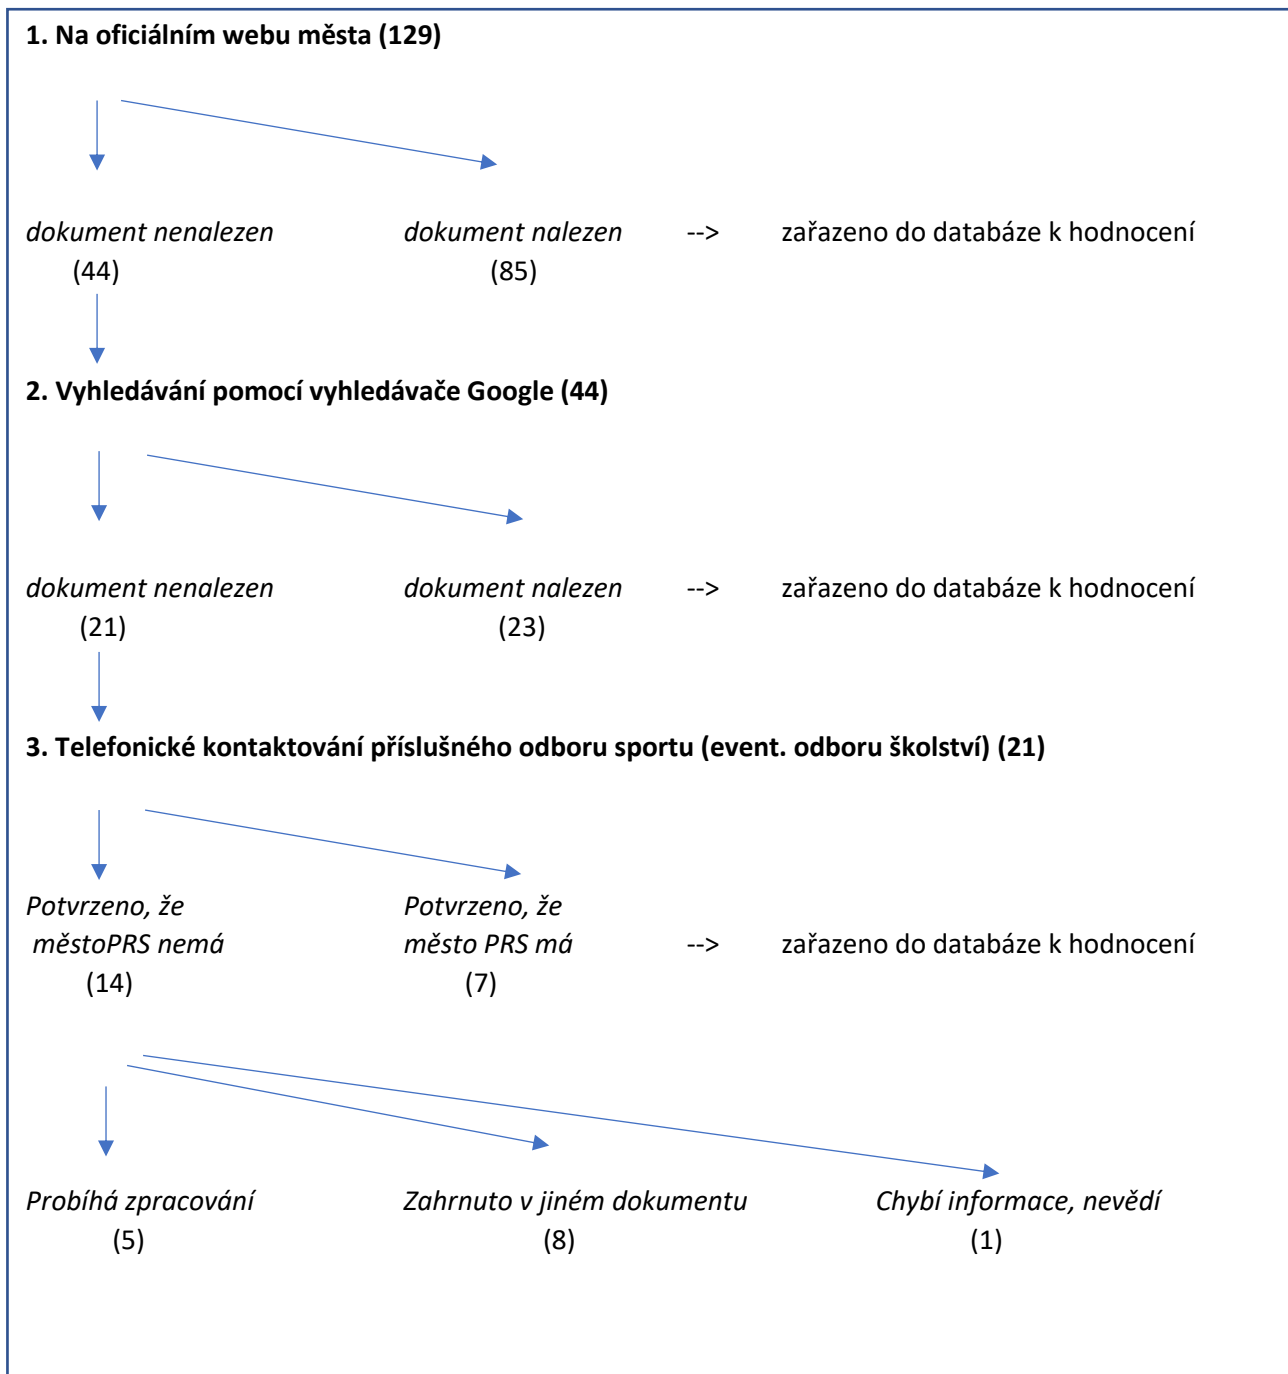 1. Na oficiálním webu města (129)
dokument nenalezen dokument nalezen --> zařazeno do databáze k hodnocení
(44) (85)
2. Vyhledávání pomocí vyhledávače Google (44)
dokument nenalezen dokument nalezen --> zařazeno do databáze k hodnocení
(21) (23)
3. Telefonické kontaktování příslušného odboru sportu (event. odboru školství) (21)
Potvrzeno, že Potvrzeno, že
městoPRS nemá město PRS má --> zařazeno do databáze k hodnocení
(14) (7)
Probíhá zpracování Zahrnuto v jiném dokumentu Chybí informace, nevědí
(5) (8) (1)